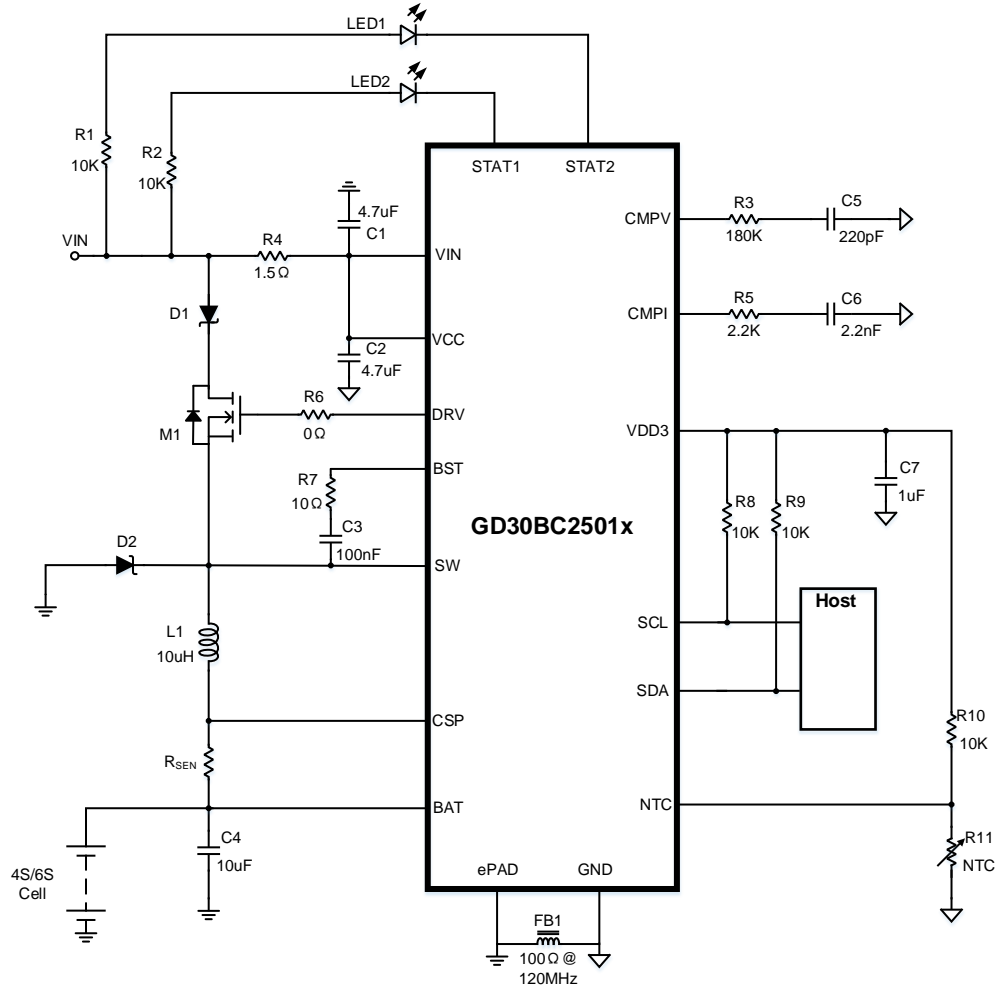 LED1
LED2
R1
10K
R2
10K
STAT1
STAT2
4.7uF
C1
R3
180K
C5
220pF
CMPV
VIN
R4
1.5Ω
VIN
D1
R5
2.2K
C6
2.2nF
CMPI
VCC
C2
4.7uF
M1
R6
0Ω
DRV
VDD3
BST
R7
10Ω
C3
100nF
GD30BC2501x
R8
10K
R9
10K
C7
1uF
D2
SW
Host
SCL
L1
10uH
SDA
CSP
R10
10K
RSEN
BAT
NTC
C4
10uF
R11
NTC
4S/6S
Cell
ePAD
GND
FB1
100Ω @
120MHz